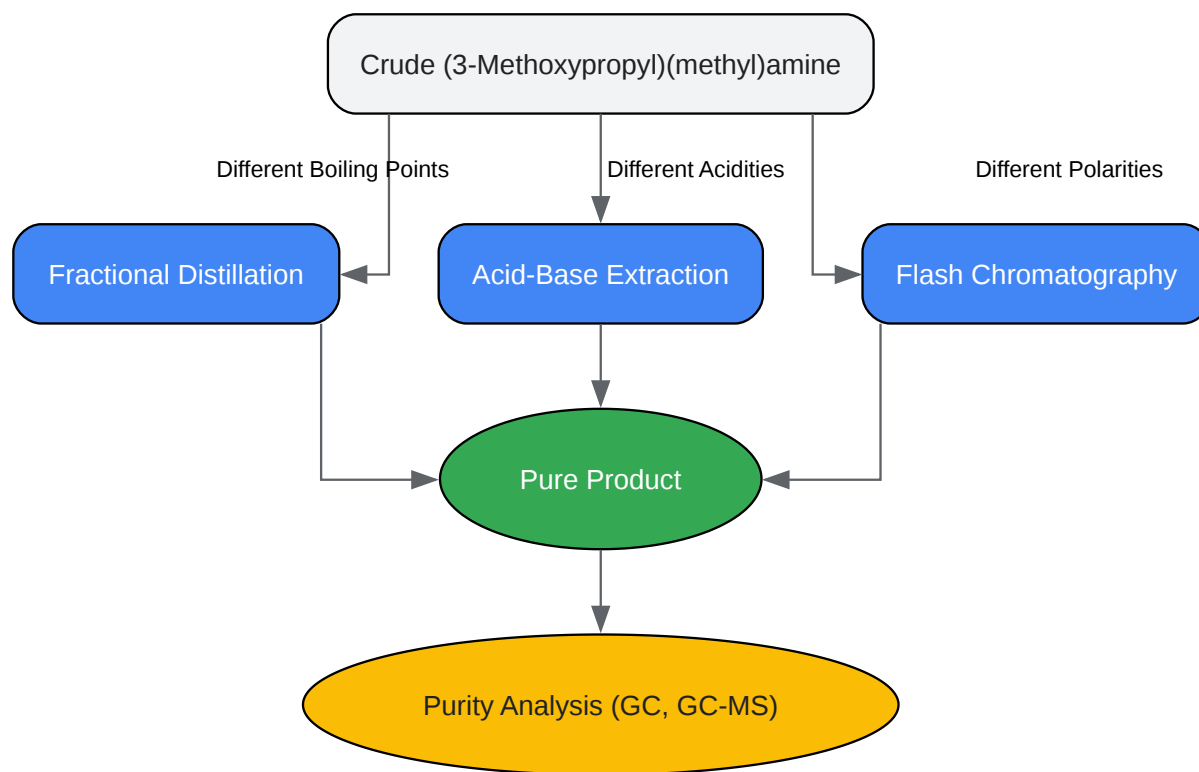 Crude (3-Methoxypropyl)(methyl)amine
Different Boiling Points
Different Acidities
Different Polarities
Fractional Distillation
Acid-Base Extraction
Flash Chromatography
Pure Product
Purity Analysis (GC, GC-MS)